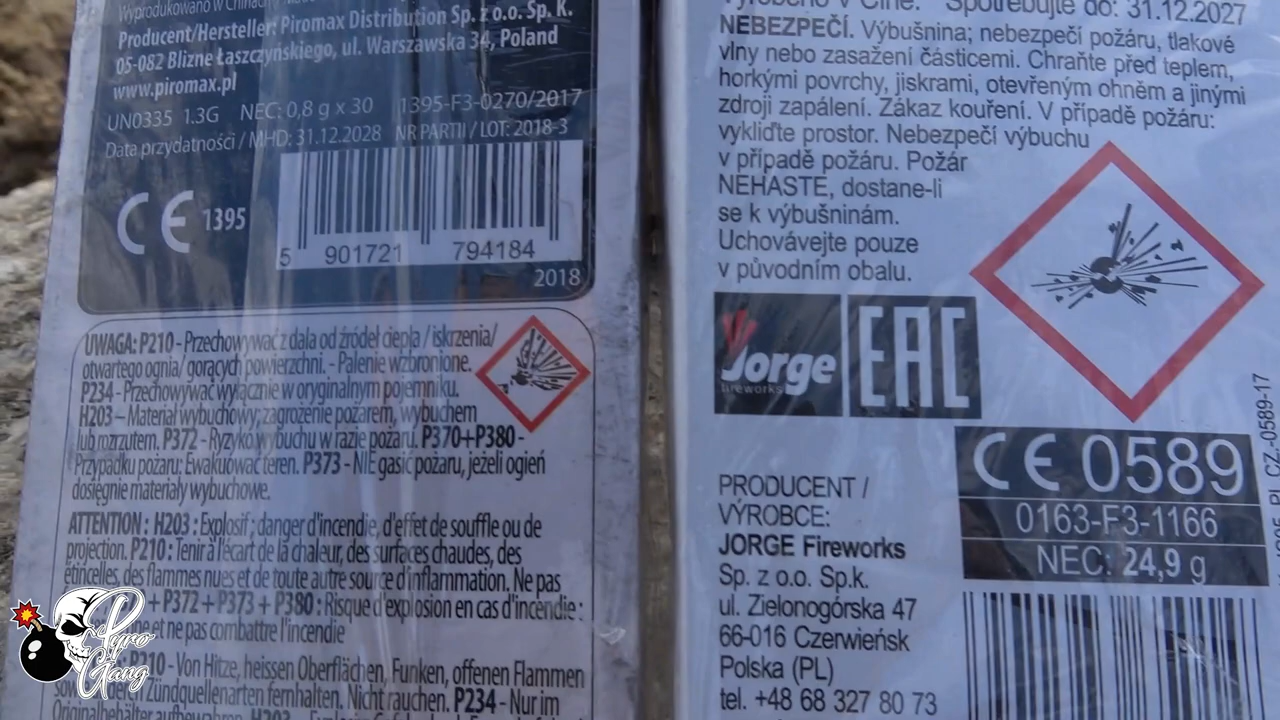 Wyprodukowano w Chinach
Producent/Hersteller: Piromax Distribution Sp. z o.o. Sp. K.
05-082 Blizne Łaszczyńskiego, ul. Warszawska 34, Poland
www.piromax.pl
UN0335 1.3G NEC: 0,8 g x 30 1395-F3-0270/2017
Data przydatności / MHD: 31.12.2028 NR PARTII / LOT: 2018-3
CE 1395
5 901721 794184
2018
UWAGA: P210 - Przechowywać z dala od źródeł ciepła / iskrzenia/
otwartego ognia/ gorących powierzchni. - Palenie wzbronione.
P234 - Przechowywać wyłącznie w oryginalnym pojemniku.
H203 – Materiał wybuchowy; zagrożenie pożarem, wybuchem
lub rozrzutem. P372 - Ryzyko wybuchu w razie pożaru. P370+P380 -
Przypadku pożaru: Ewakuować teren. P373 - NIE gasić pożaru, jeżeli ogień
dosięgnie materiały wybuchowe.
ATTENTION : H203 : Explosif ; danger d'incendie, d'effet de souffle ou de
projection. P210 : Tenir à l'écart de la chaleur, des surfaces chaudes, des
étincelles, des flammes nues et de toute autre source d'inflammation. Ne pas
+ P372 + P373 + P380 : Risque d'explosion en cas d'incendie :
ne et ne pas combattre l'incendie
P210 - Von Hitze, heissen Oberflächen, Funken, offenen Flammen
Zündquellenarten fernhalten. Nicht rauchen. P234 - Nur im
Originalbehälter aufbewahren. H203
Pyro Gang
Vyrobeno v Číně. Spotřebujte do: 31.12.2027
NEBEZPEČÍ. Výbušnina; nebezpečí požáru, tlakové
vlny nebo zasažení částicemi. Chraňte před teplem,
horkými povrchy, jiskrami, otevřeným ohněm a jinými
zdroji zapálení. Zákaz kouření. V případě požáru:
vykliďte prostor. Nebezpečí výbuchu
v případě požáru. Požár
NEHASTE, dostane-li
se k výbušninám.
Uchovávejte pouze
v původním obalu.
Jorge
fireworks
EAC
CE 0589
0163-F3-1166
NEC: 24,9 g
PRODUCENT /
VÝROBCE:
JORGE Fireworks
Sp. z o.o. Sp.k.
ul. Zielonogórska 47
66-016 Czerwieńsk
Polska (PL)
tel. +48 68 327 80 73
PL CZ.-0589-17